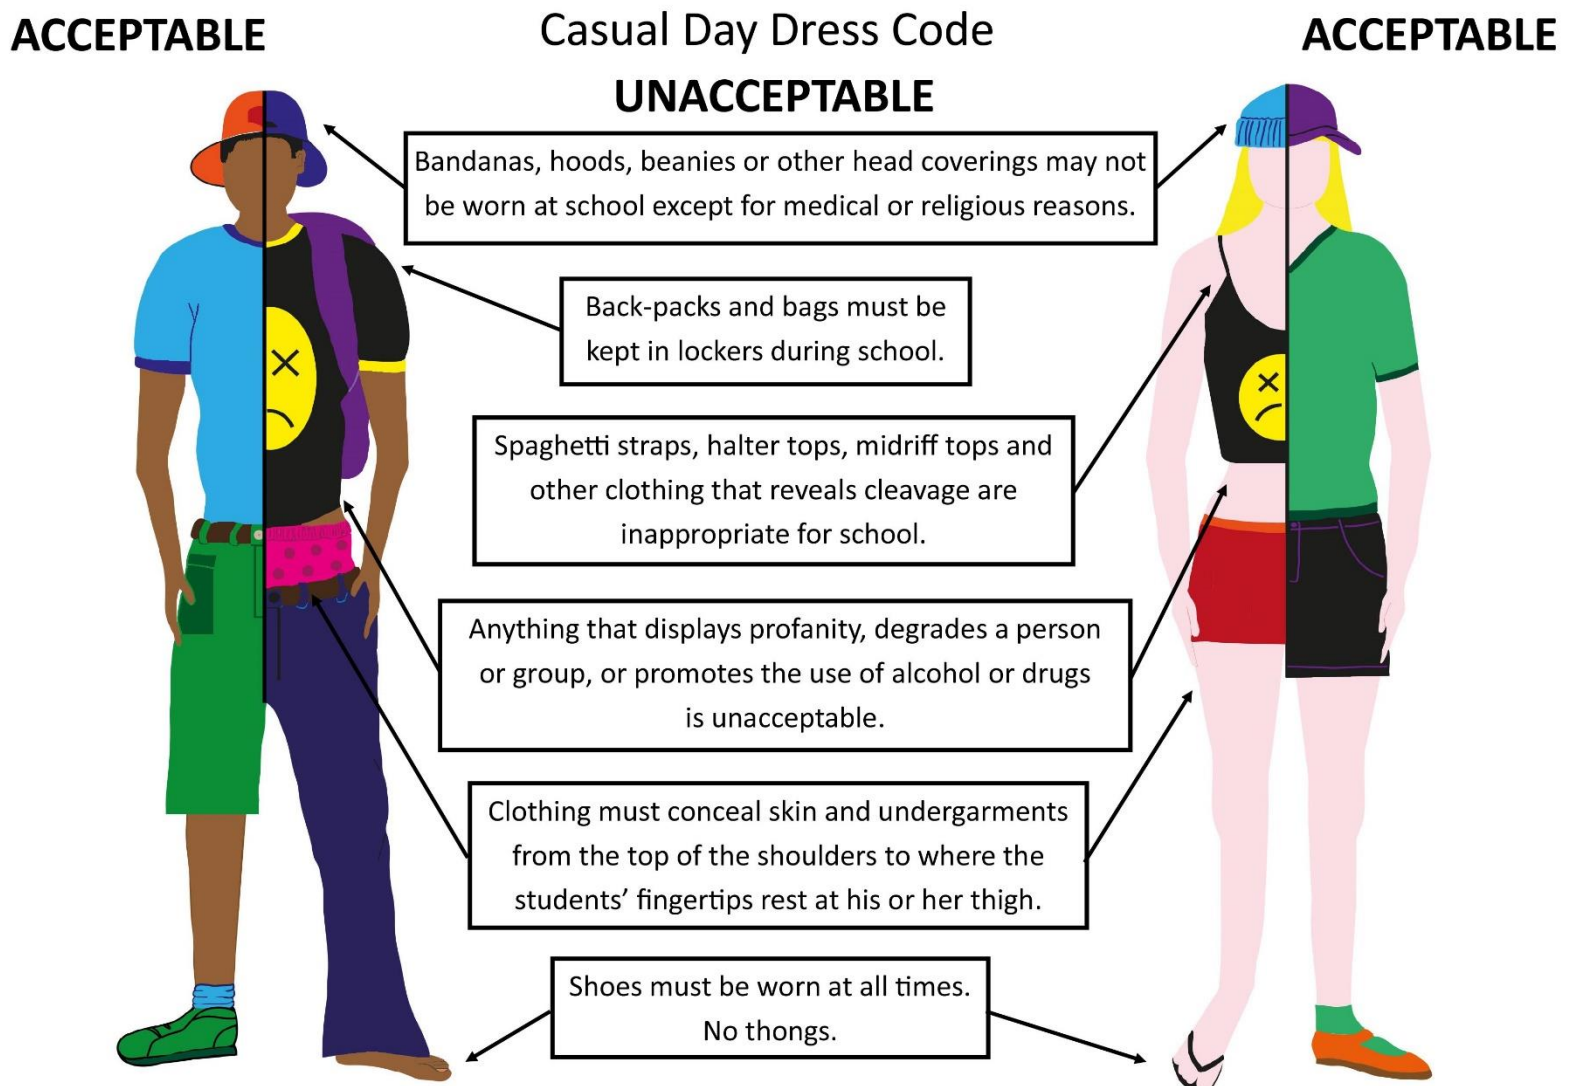 ACCEPTABLE
Casual Day Dress Code
ACCEPTABLE
UNACCEPTABLE
Bandanas, hoods, beanies or other head coverings may not
be worn at school except for medical or religious reasons.
Back-packs and bags must be
kept in lockers during school.
Spaghetti straps, halter tops, midriff tops and
other clothing that reveals cleavage are
inappropriate for school.
Anything that displays profanity, degrades a person
or group, or promotes the use of alcohol or drugs
is unacceptable.
Clothing must conceal skin and undergarments
from the top of the shoulders to where the
students’ fingertips rest at his or her thigh.
Shoes must be worn at all times.
No thongs.